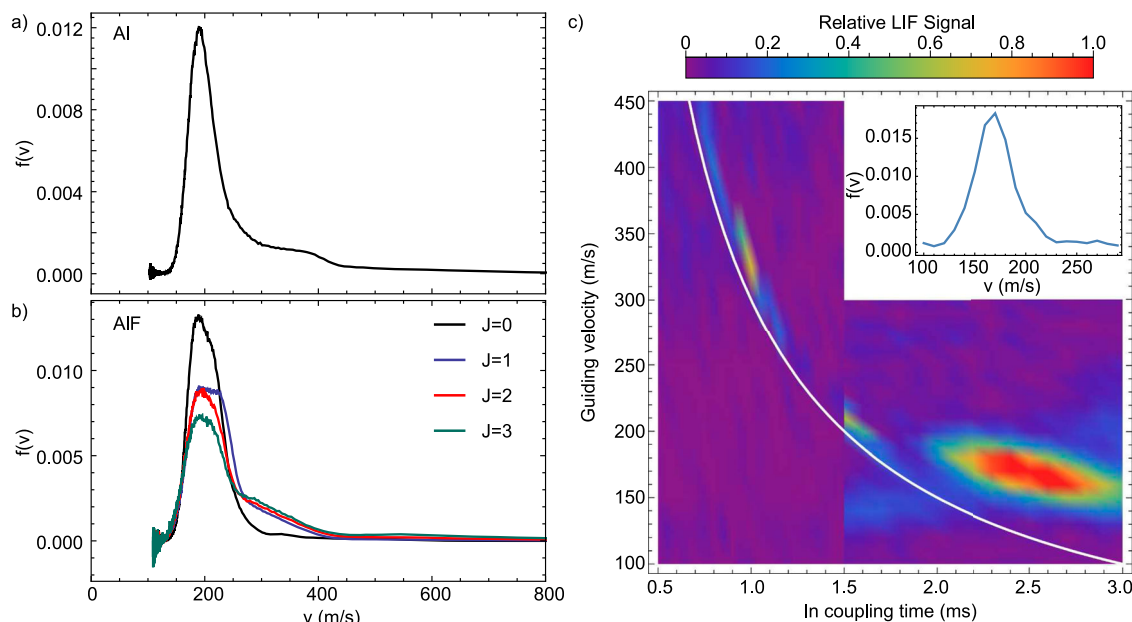 a)
Al
0.012
0.008
0.004
0.000
f(v)
b)
AlF
J=0
J=1
J=2
J=3
0.010
0.005
0.000
f(v)
0
200
400
600
800
v (m/s)
c)
Relative LIF Signal
0
0.2
0.4
0.6
0.8
1.0
450
400
350
300
250
200
150
100
Guiding velocity (m/s)
0.015
0.010
0.005
0.000
f(v)
100
150
200
250
v (m/s)
0.5
1.0
1.5
2.0
2.5
3.0
In coupling time (ms)